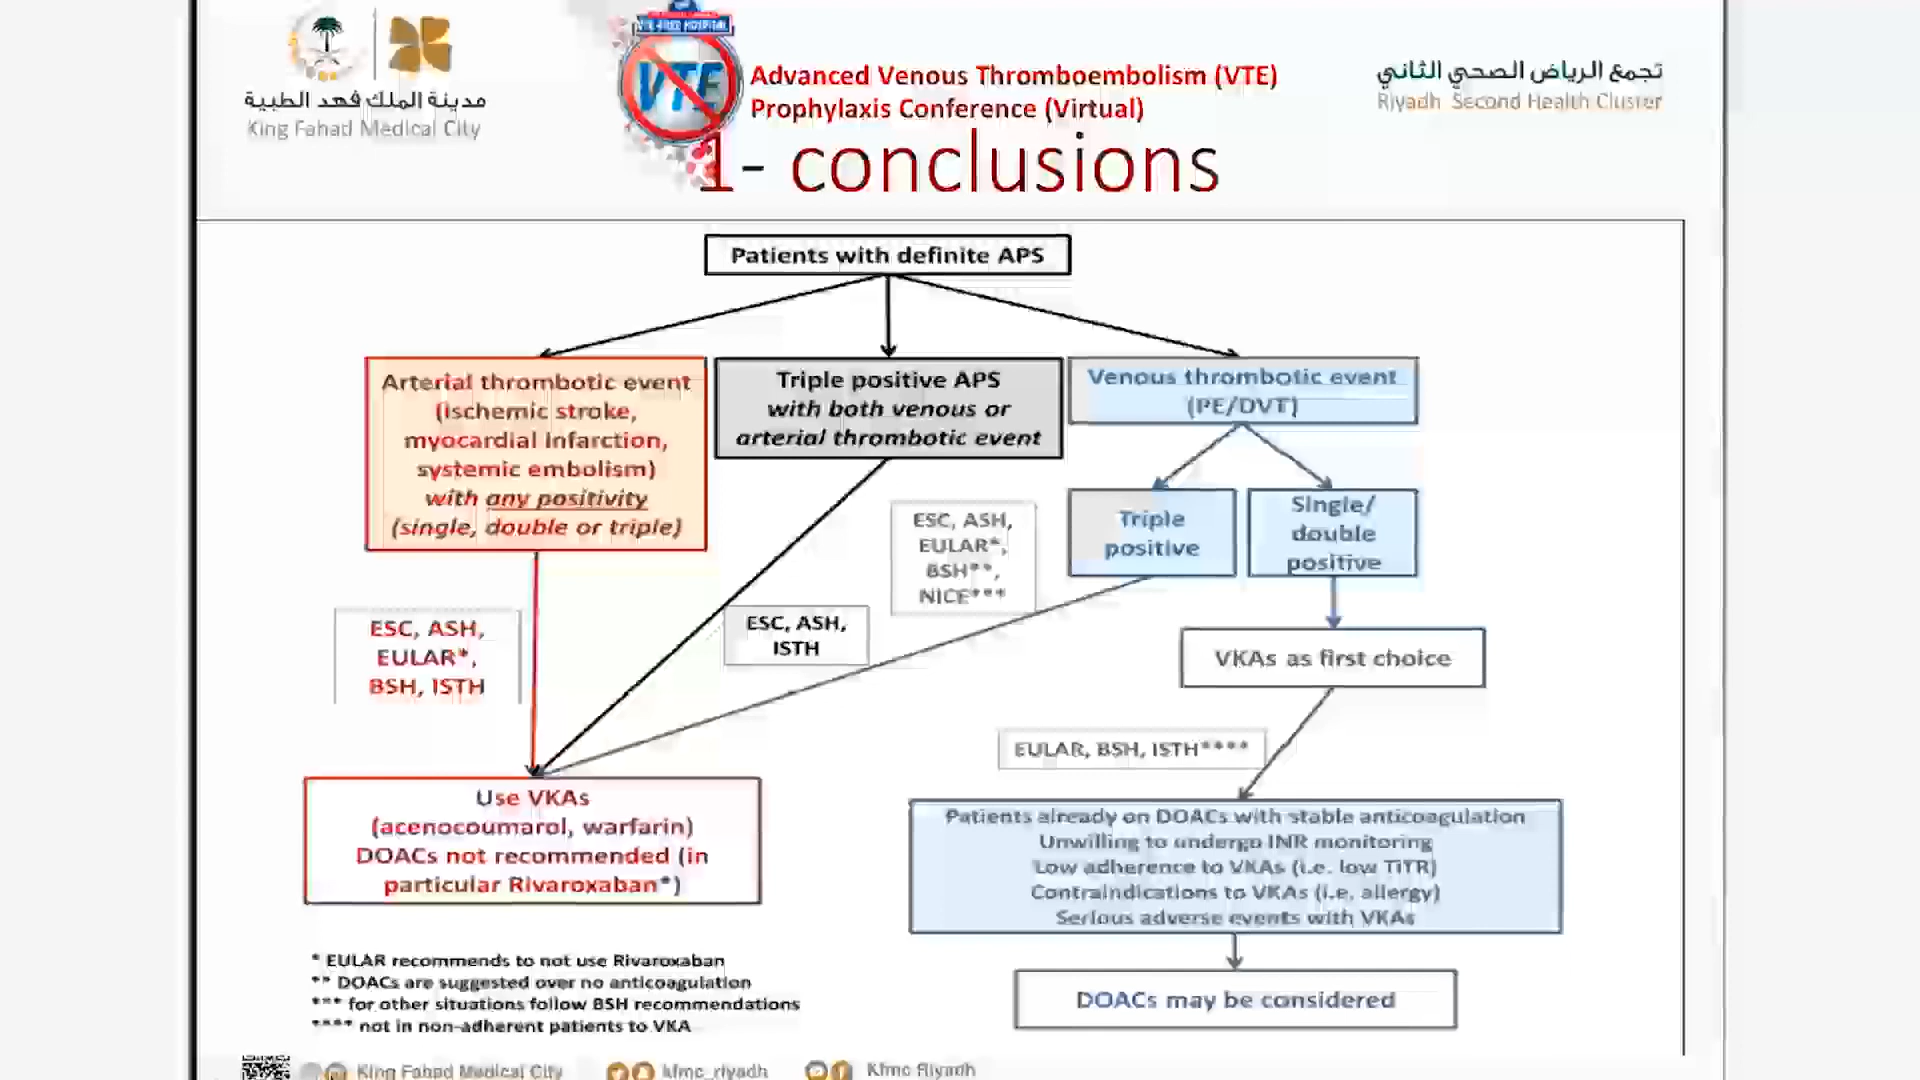 مدينة الملك فهد الطبية
King Fahad Medical City
VTE FREE HOSPITAL
VTE
Advanced Venous Thromboembolism (VTE)
Prophylaxis Conference (Virtual)
تجمع الرياض الصحي الثاني
Riyadh Second Health Cluster
1- conclusions
Patients with definite APS
Arterial thrombotic event
(ischemic stroke,
myocardial infarction,
systemic embolism)
with any positivity
(single, double or triple)
Triple positive APS
with both venous or
arterial thrombotic event
Venous thrombotic event
(PE/DVT)
Triple
positive
Single/
double
positive
ESC, ASH,
EULAR*,
BSH**,
NICE***
ESC, ASH,
ISTH
ESC, ASH,
EULAR*,
BSH, ISTH
VKAs as first choice
EULAR, BSH, ISTH****
Use VKAs
(acenocoumarol, warfarin)
DOACs not recommended (in
particular Rivaroxaban*)
Patients already on DOACs with stable anticoagulation
Unwilling to undergo INR monitoring
Low adherence to VKAs (i.e. low TiTR)
Contraindications to VKAs (i.e. allergy)
Serious adverse events with VKAs
DOACs may be considered
* EULAR recommends to not use Rivaroxaban
** DOACs are suggested over no anticoagulation
*** for other situations follow BSH recommendations
**** not in non-adherent patients to VKA
King Fahad Medical City
kfmc_riyadh
Kfmc Riyadh